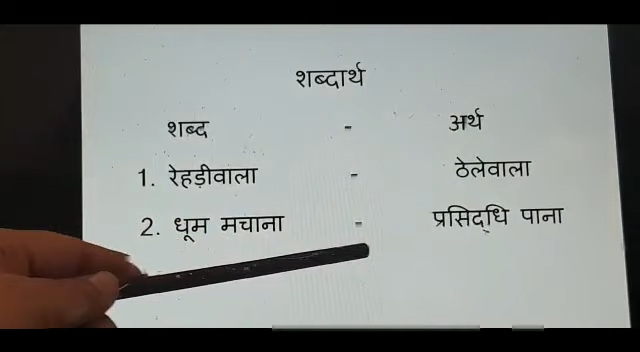 शब्दार्थ
शब्द - अर्थ
1. रेहड़ीवाला - ठेलेवाला
2. धूम मचाना - प्रसिद्धि पाना